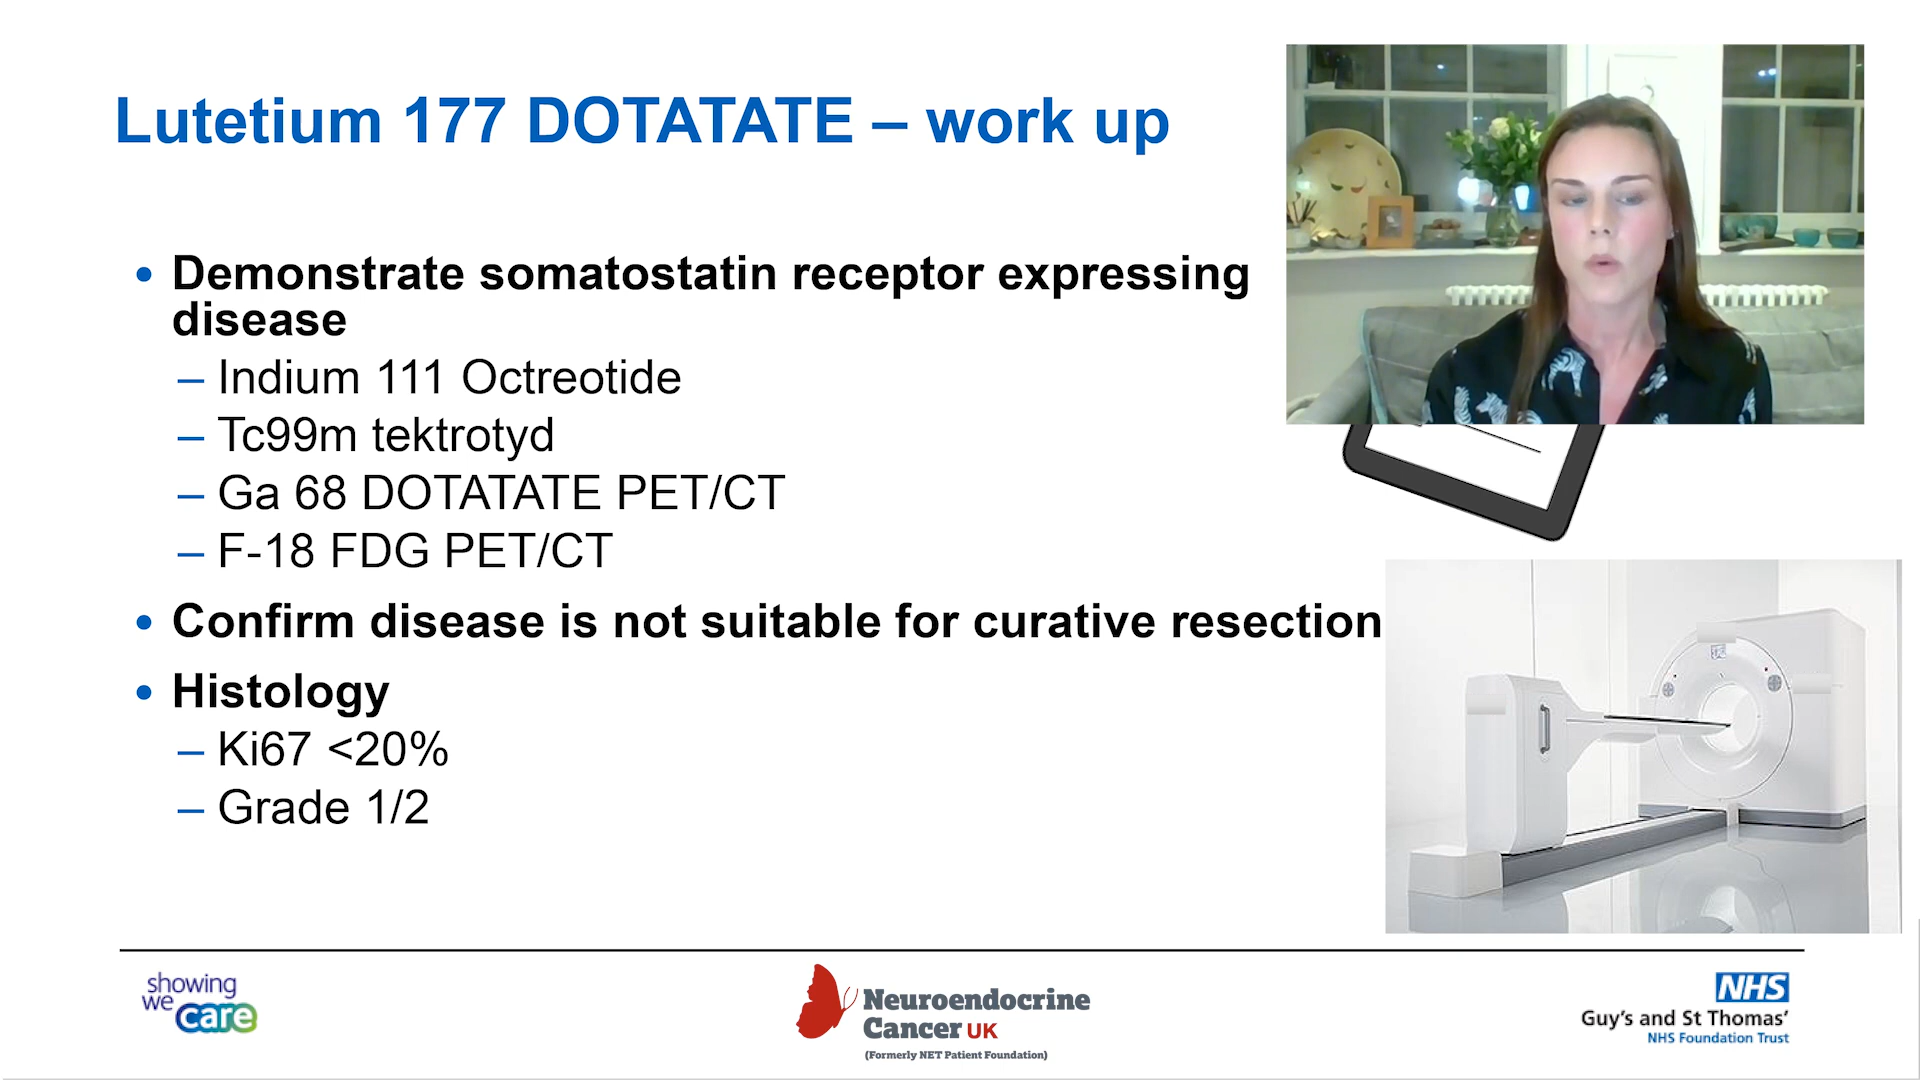 Lutetium 177 DOTATATE – work up
• Demonstrate somatostatin receptor expressing
disease
– Indium 111 Octreotide
– Tc99m tektrotyd
– Ga 68 DOTATATE PET/CT
– F-18 FDG PET/CT
• Confirm disease is not suitable for curative resection
• Histology
– Ki67 <20%
– Grade 1/2
showing
we care
Neuroendocrine
Cancer UK
(Formerly NET Patient Foundation)
NHS
Guy's and St Thomas'
NHS Foundation Trust